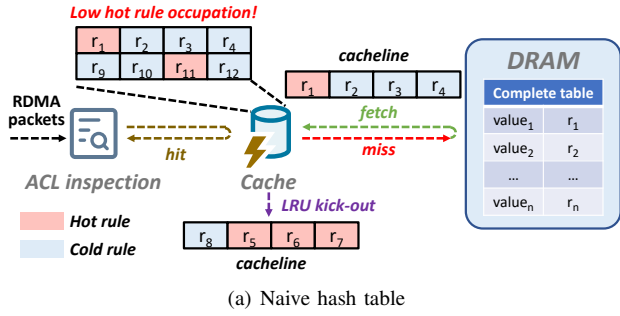 Low hot rule occupation!
r1 r2 r3 r4
r9 r10 r11 r12
cacheline
r1 r2 r3 r4
DRAM
Complete table
value1 r1
value2 r2
... ...
valuen rn
RDMA
packets
hit
fetch
miss
ACL inspection
Cache
LRU kick-out
Hot rule
Cold rule
r8 r5 r6 r7
cacheline
(a) Naive hash table